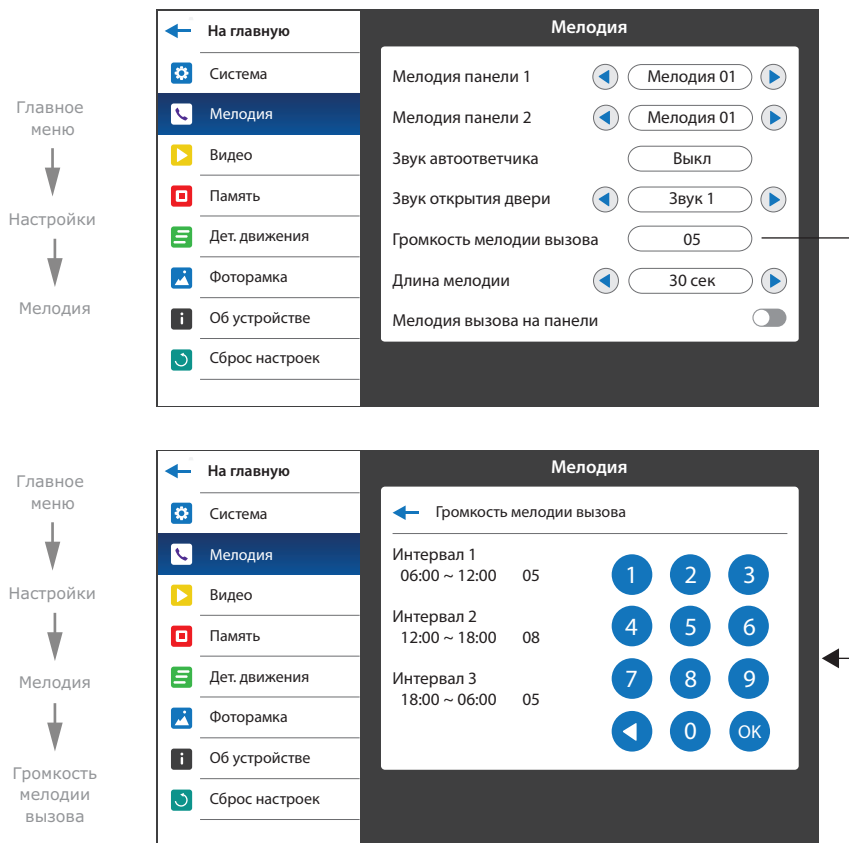 Главное
меню
Настройки
Мелодия
На главную
Система
Мелодия
Видео
Память
Дет. движения
Фоторамка
Об устройстве
Сброс настроек
Мелодия
Мелодия панели 1 Мелодия 01
Мелодия панели 2 Мелодия 01
Звук автоответчика Выкл
Звук открытия двери Звук 1
Громкость мелодии вызова 05
Длина мелодии 30 сек
Мелодия вызова на панели
Главное
меню
Настройки
Мелодия
Громкость
мелодии
вызова
На главную
Система
Мелодия
Видео
Память
Дет. движения
Фоторамка
Об устройстве
Сброс настроек
Мелодия
Громкость мелодии вызова
Интервал 1
06:00 ~ 12:00 05
Интервал 2
12:00 ~ 18:00 08
Интервал 3
18:00 ~ 06:00 05
1 2 3
4 5 6
7 8 9
0 OK